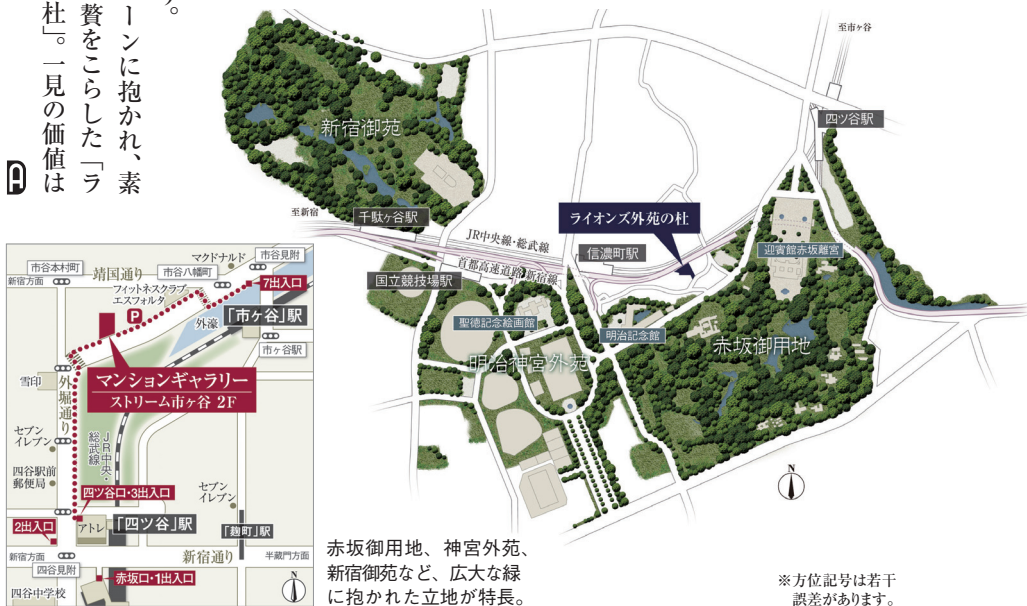 す。
ーンに抱かれ、素
贅をこらした「ラ
杜」。一見の価値は
至市ヶ谷
四ツ谷駅
新宿御苑
至新宿
千駄ヶ谷駅
ライオンズ外苑の杜
JR中央線・総武線
信濃町駅
迎賓館赤坂離宮
首都高速道路 新宿線
国立競技場駅
聖徳記念絵画館
明治記念館
赤坂御用地
明治神宮外苑
N
マクドナルド
市谷見附
市谷本村町
靖国通り
市谷八幡町
新宿方面
フィットネスクラブ
エスフォルタ
7出入口
P
外濠
「市ヶ谷」駅
市ヶ谷駅
マンションギャラリー
ストリーム市ヶ谷 2F
雪印
外堀通り
セブン
イレブン
JR中央・
総武線
四谷駅前
郵便局
四ツ谷口・3出入口
セブン
イレブン
2出入口
アトレ
「四ツ谷」駅
「麹町」駅
新宿方面
新宿通り
半蔵門方面
四谷見附
赤坂口・1出入口
四谷中学校
N
赤坂御用地、神宮外苑、
新宿御苑など、広大な緑
に抱かれた立地が特長。
※方位記号は若干
誤差があります。